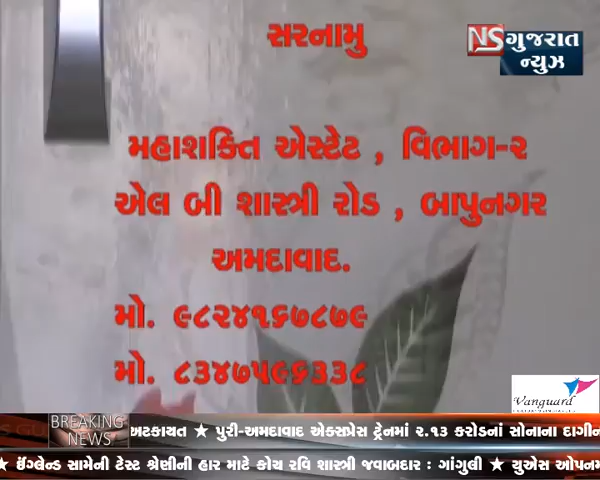 સરનામુ
NS ગુજરાત
ન્યુઝ
મહાશક્તિ એસ્ટેટ , વિભાગ-૨
એલ બી શાસ્ત્રી રોડ , બાપુનગર
અમદાવાદ.
મો. ૯૮૨૪૧૬૭૮૭૯
મો. ૮૩૪૭૫૯૬૩૩૮
Vanguard
BREAKING
NEWS
અટકાયત ★ પુરી-અમદાવાદ એક્સપ્રેસ ટ્રેનમાં ૨.૧૩ કરોડનાં સોનાના દાગીન
★ ઈંગ્લેન્ડ સામેની ટેસ્ટ શ્રેણીની હાર માટે કોચ રવિ શાસ્ત્રી જવાબદાર : ગાંગુલી ★ યુએસ ઓપનમ